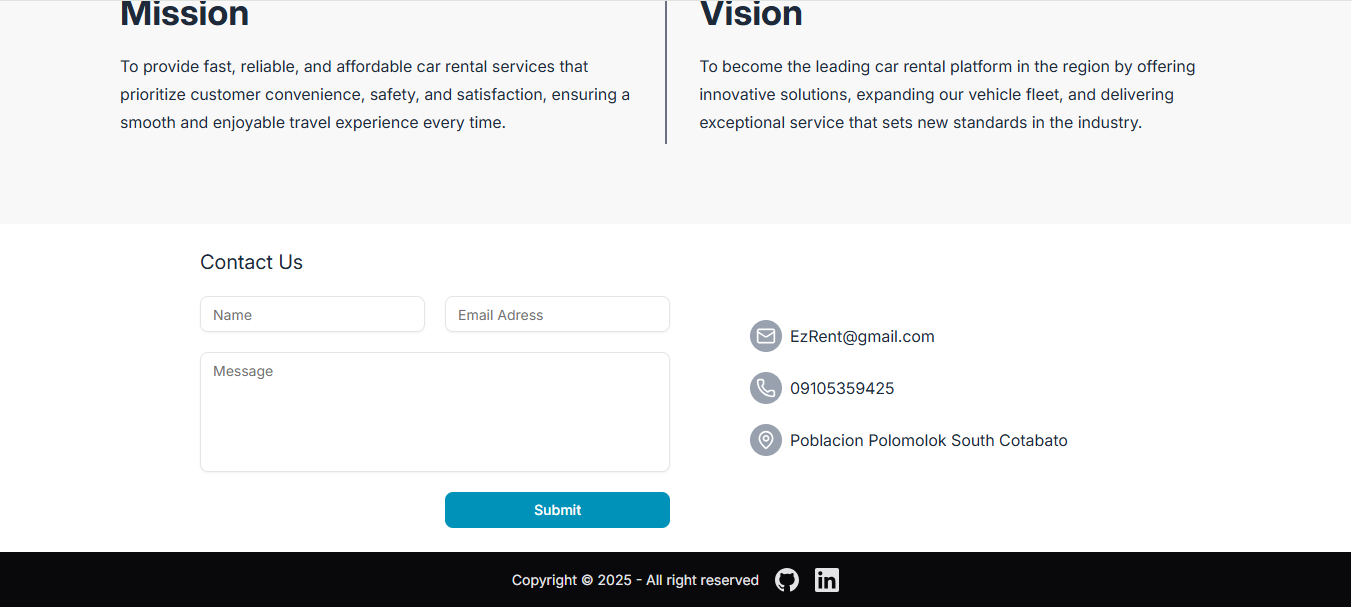 Mission
To provide fast, reliable, and affordable car rental services that
prioritize customer convenience, safety, and satisfaction, ensuring a
smooth and enjoyable travel experience every time.
Vision
To become the leading car rental platform in the region by offering
innovative solutions, expanding our vehicle fleet, and delivering
exceptional service that sets new standards in the industry.
Contact Us
Name
Email Adress
Message
Submit
EzRent@gmail.com
09105359425
Poblacion Polomolok South Cotabato
Copyright © 2025 - All right reserved
in